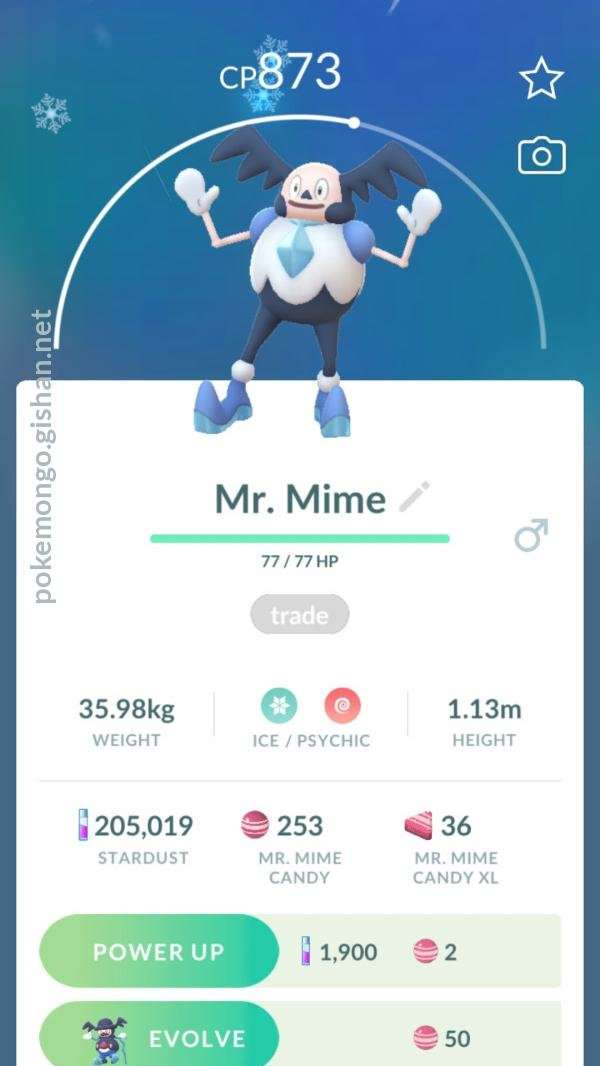 CP873
pokemongo.gishan.net
Mr. Mime
77 / 77 HP
trade
35.98kg
WEIGHT
ICE / PSYCHIC
1.13m
HEIGHT
205,019
STARDUST
253
MR. MIME
CANDY
36
MR. MIME
CANDY XL
POWER UP
1,900
2
EVOLVE
50